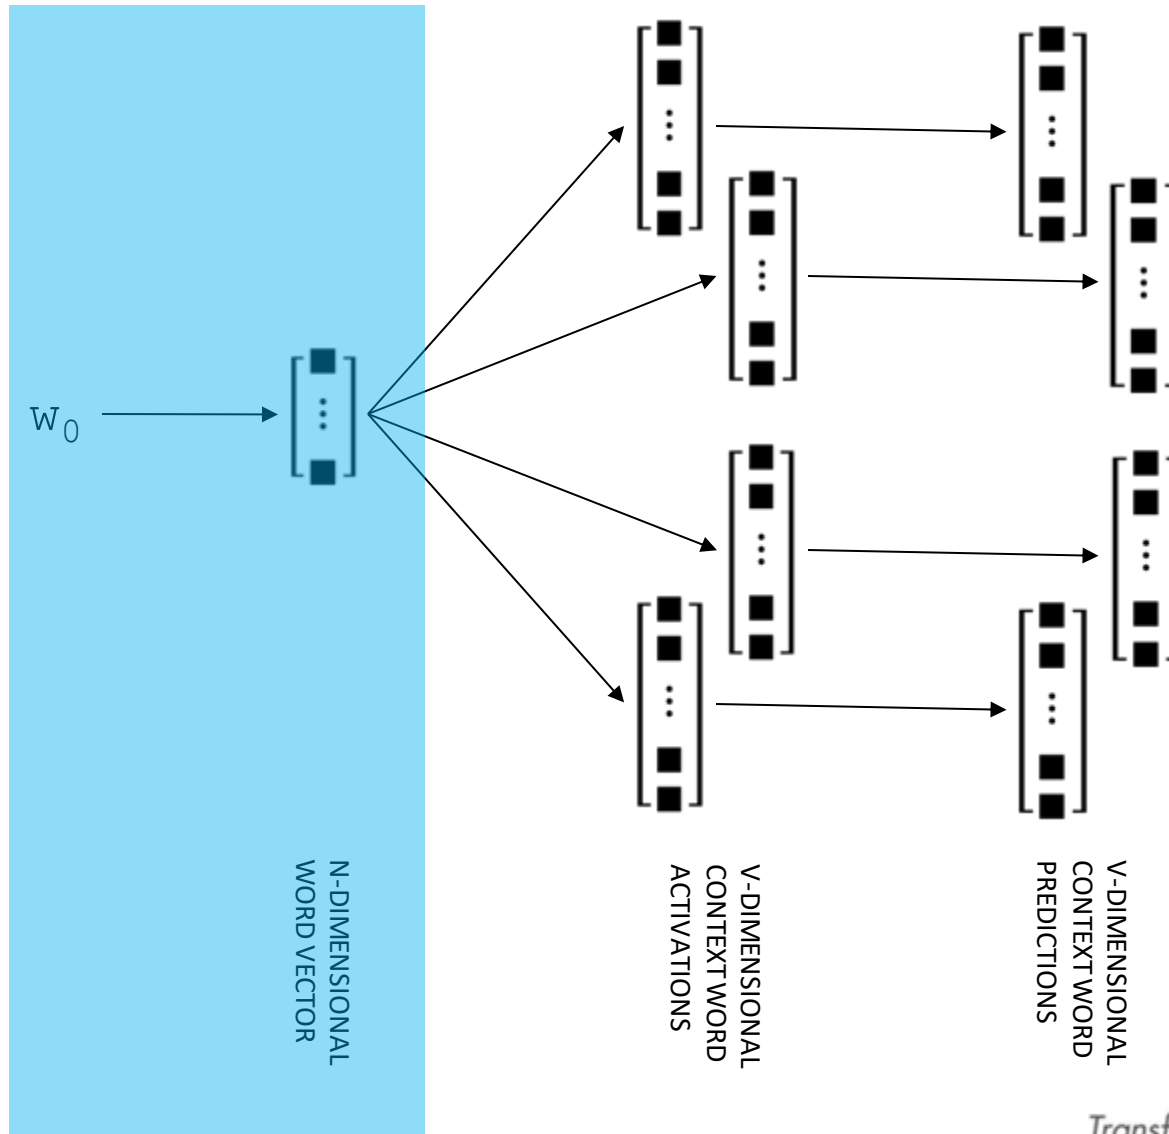 w0
N-DIMENSIONAL
WORD VECTOR
V-DIMENSIONAL
CONTEXT WORD
ACTIVATIONS
V-DIMENSIONAL
CONTEXT WORD
PREDICTIONS